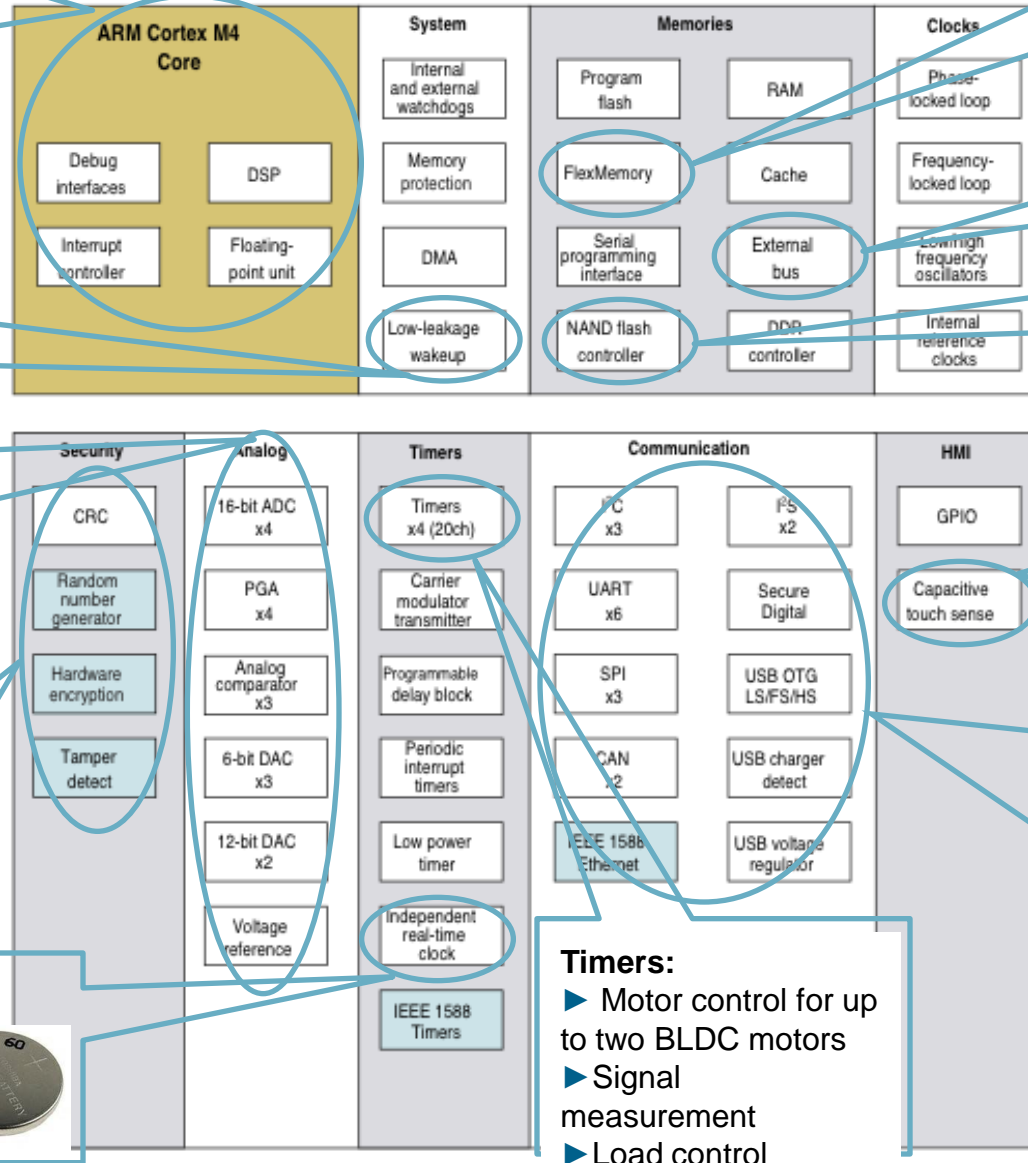 ARM Cortex M4
Core
Debug
interfaces
DSP
Interrupt
controller
Floating-
point unit
System
Internal
and external
watchdogs
Memory
protection
DMA
Low-leakage
wakeup
Memories
Program
flash
RAM
FlexMemory
Cache
Serial
programming
interface
External
bus
NAND flash
controller
DDR
controller
Clocks
Phase-
locked loop
Frequency-
locked loop
Low/high
frequency
oscillators
Internal
reference
clocks
Security
CRC
Random
number
generator
Hardware
encryption
Tamper
detect
Analog
16-bit ADC
x4
PGA
x4
Analog
comparator
x3
6-bit DAC
x3
12-bit DAC
x2
Voltage
reference
Timers
Timers
x4 (20ch)
Carrier
modulator
transmitter
Programmable
delay block
Periodic
interrupt
timers
Low power
timer
Independent
real-time
clock
IEEE 1588
Timers
Communication
I²C
x3
I²S
x2
UART
x6
Secure
Digital
SPI
x3
USB OTG
LS/FS/HS
CAN
x2
USB charger
detect
IEEE 1588
Ethernet
USB voltage
regulator
HMI
GPIO
Capacitive
touch sense
Timers:
► Motor control for up
to two BLDC motors
►Signal
measurement
►Load control